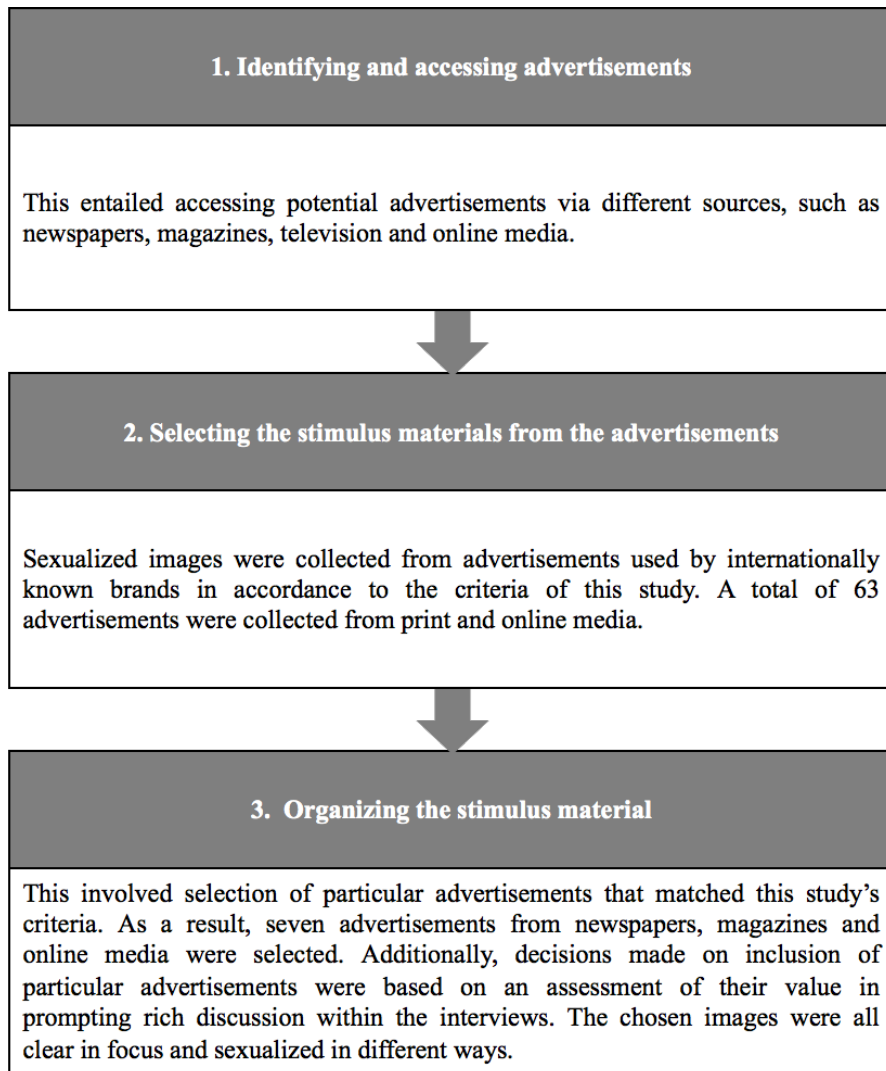 1. Identifying and accessing advertisements
This entailed accessing potential advertisements via different sources, such as
newspapers, magazines, television and online media.
2. Selecting the stimulus materials from the advertisements
Sexualized images were collected from advertisements used by internationally
known brands in accordance to the criteria of this study. A total of 63
advertisements were collected from print and online media.
3. Organizing the stimulus material
This involved selection of particular advertisements that matched this study’s
criteria. As a result, seven advertisements from newspapers, magazines and
online media were selected. Additionally, decisions made on inclusion of
particular advertisements were based on an assessment of their value in
prompting rich discussion within the interviews. The chosen images were all
clear in focus and sexualized in different ways.